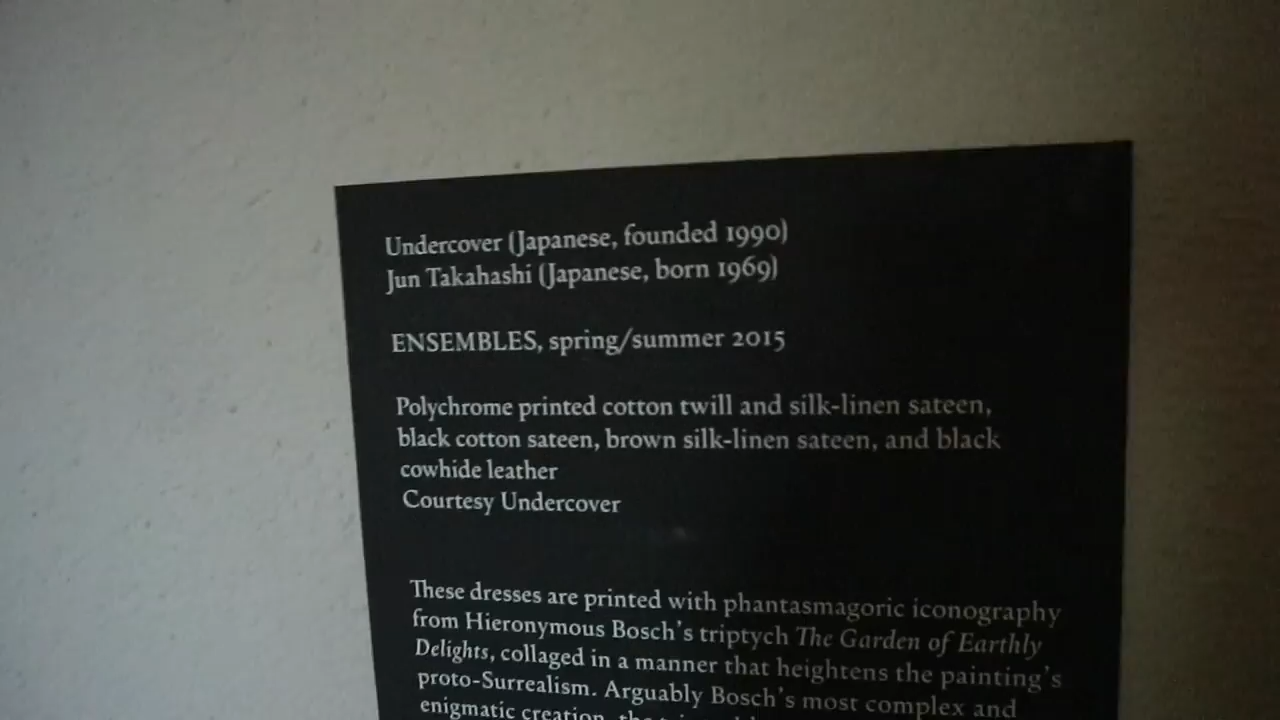 Undercover (Japanese, founded 1990)
Jun Takahashi (Japanese, born 1969)
ENSEMBLES, spring/summer 2015
Polychrome printed cotton twill and silk-linen sateen,
black cotton sateen, brown silk-linen sateen, and black
cowhide leather
Courtesy Undercover
These dresses are printed with phantasmagoric iconography
from Hieronymous Bosch's triptych The Garden of Earthly
Delights, collaged in a manner that heightens the painting's
proto-Surrealism. Arguably Bosch's most complex and
enigmatic creation,